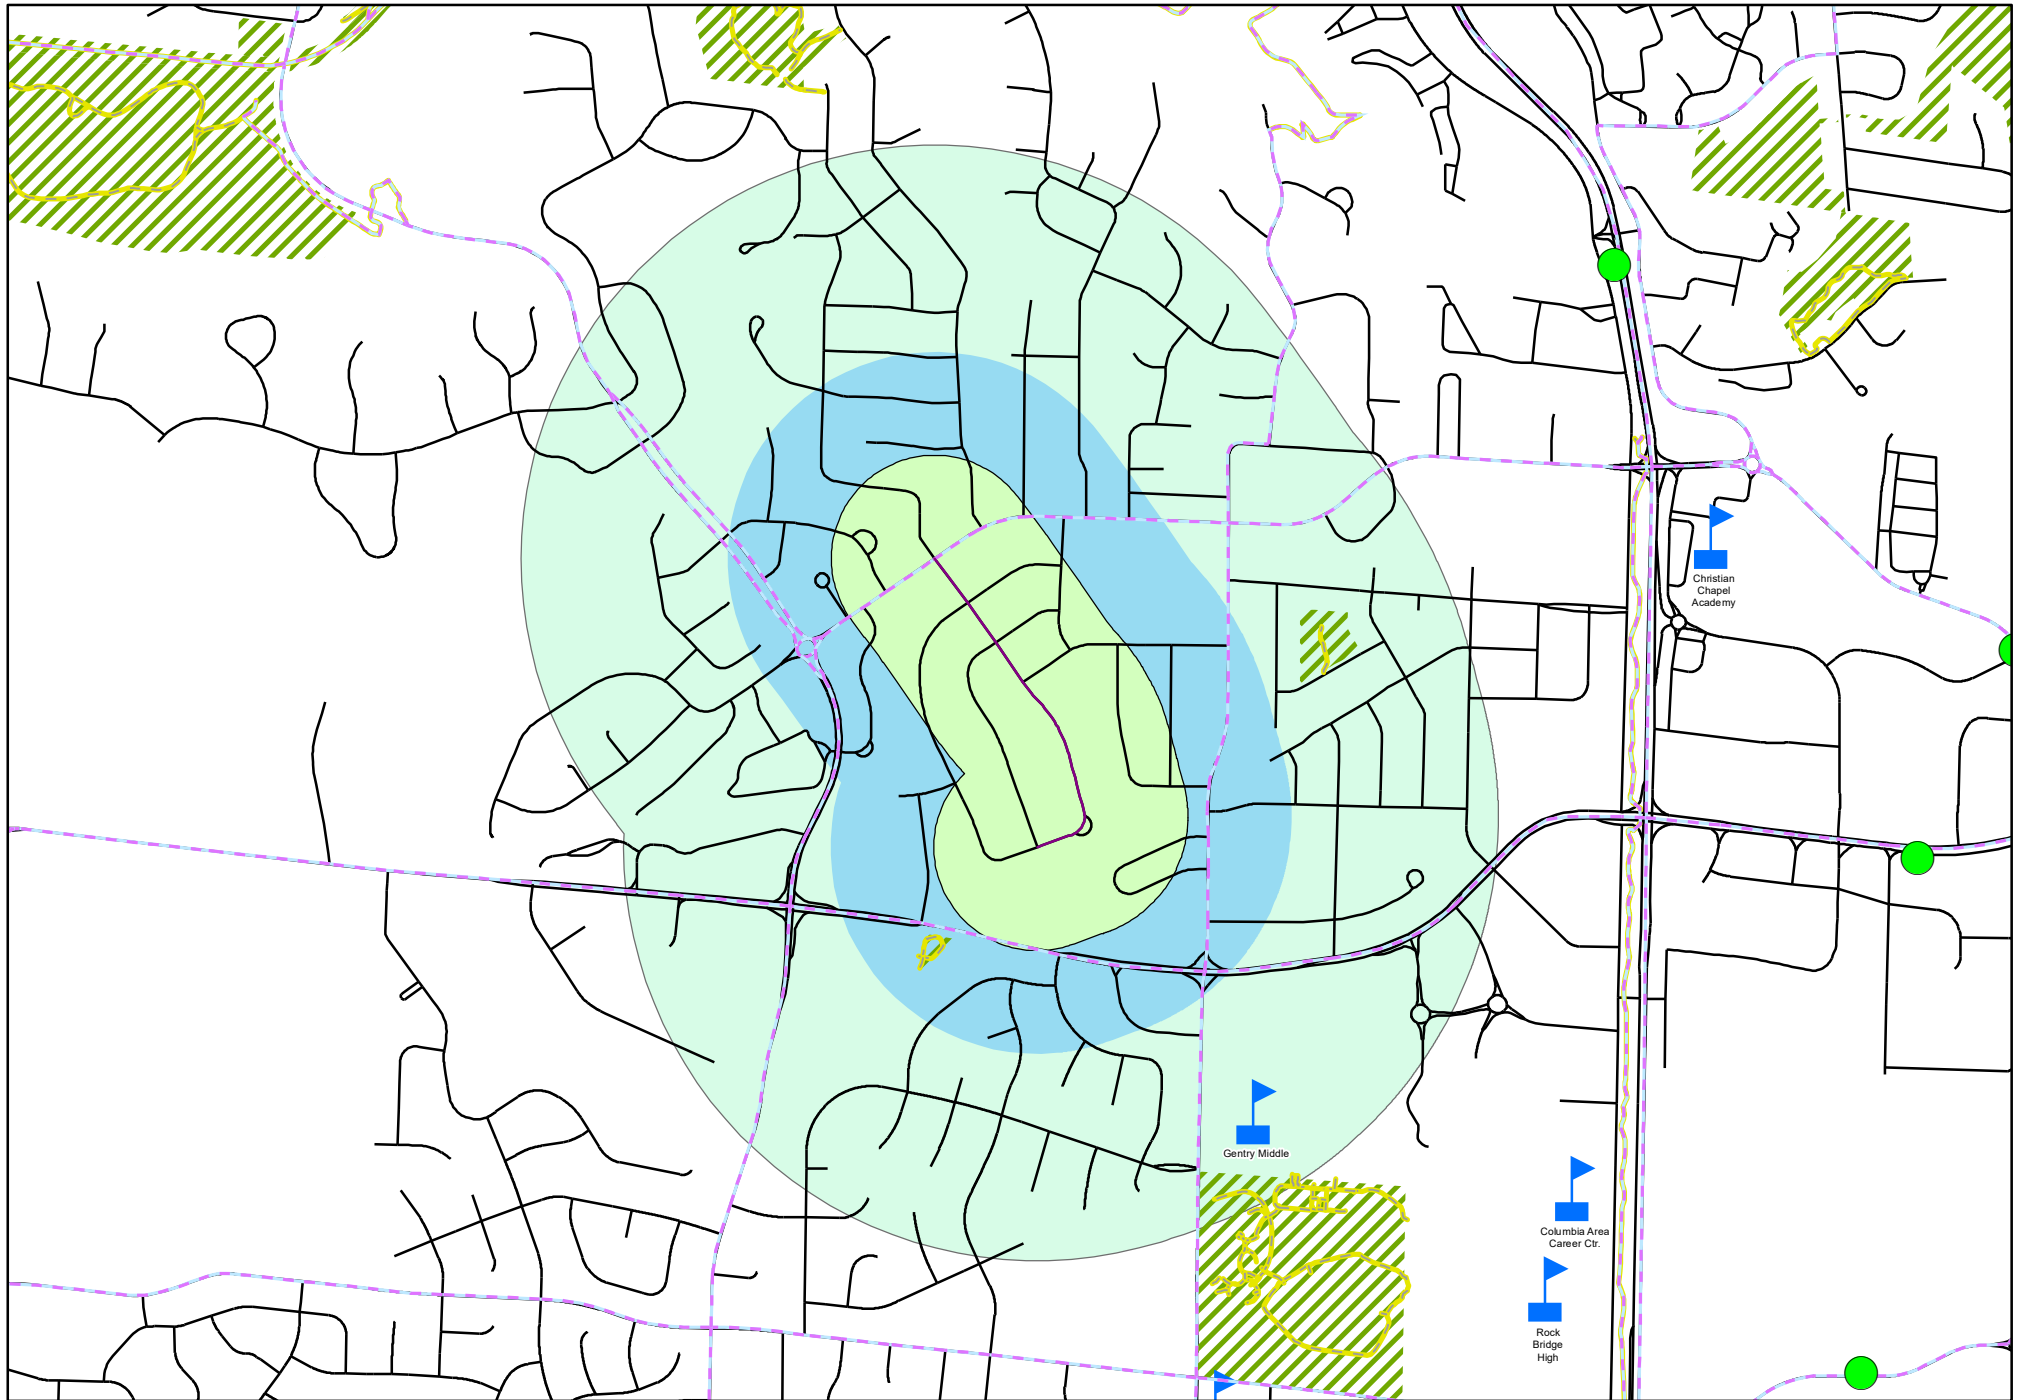 Christian
Chapel
Academy
Gentry Middle
Columbia Area
Career Ctr.
Rock
Bridge
High